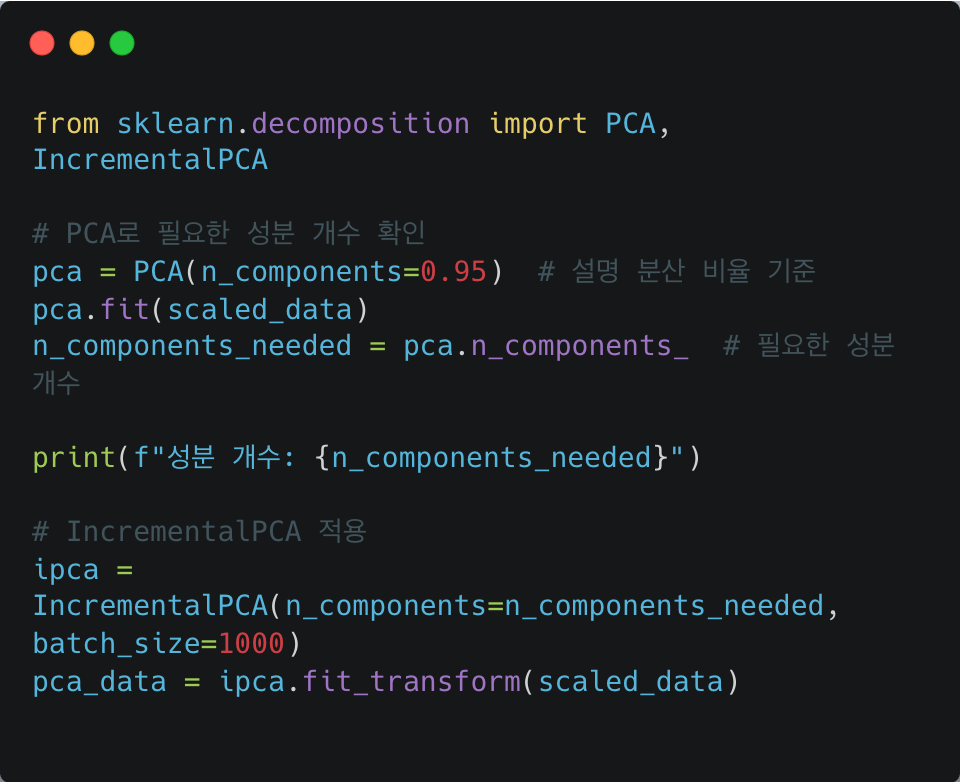 from sklearn.decomposition import PCA,
IncrementalPCA
# PCA로 필요한 성분 개수 확인
pca = PCA(n_components=0.95)  # 설명 분산 비율 기준
pca.fit(scaled_data)
n_components_needed = pca.n_components_  # 필요한 성분
개수
print(f"성분 개수: {n_components_needed}")
# IncrementalPCA 적용
ipca =
IncrementalPCA(n_components=n_components_needed,
batch_size=1000)
pca_data = ipca.fit_transform(scaled_data)